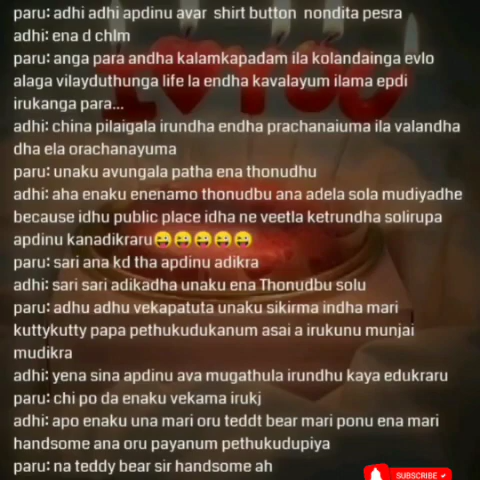 paru: adhi adhi apdinu avar shirt button nondita pesra
adhi: ena d chlm
paru: anga para andha kalamkapadam ila kolandainga evlo
alaga vilayduthunga life la endha kavalayum ilama epdi
irukanga para...
adhi: china pilaigala irundha endha prachanaiuma ila valandha
dha ela orachanayuma
paru: unaku avungala patha ena thonudhu
adhi: aha enaku enenamo thonudbu ana adela sola mudiyadhe
because idhu public place idha ne veetla ketrundha solirupa
apdinu kanadikraru😜😜😜😜😜
paru: sari ana kd tha apdinu adikra
adhi: sari sari adikadha unaku ena Thonudbu solu
paru: adhu adhu vekapatuta unaku sikirma indha mari
kuttykutty papa pethukudukanum asai a irukunu munjai
mudikra
adhi: yena sina apdinu ava mugathula irundhu kaya edukraru
paru: chi po da enaku vekama irukj
adhi: apo enaku una mari oru teddt bear mari ponu ena mari
handsome ana oru payanum pethukudupiya
paru: na teddy bear sir handsome ah
SUBSCRIBE